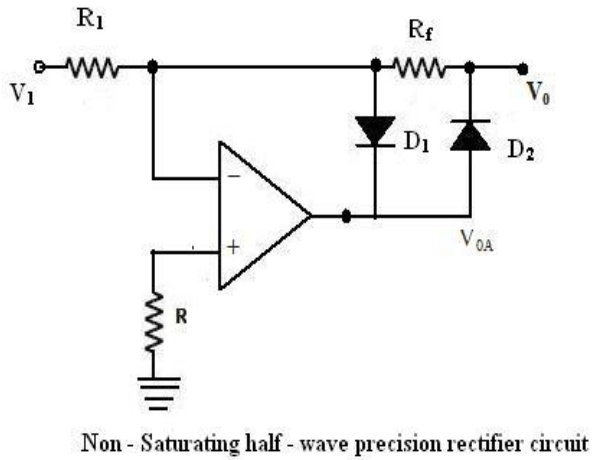 R1
Rf
V1
V0
D1
D2
−
+
V0A
R
Non - Saturating half - wave precision rectifier circuit